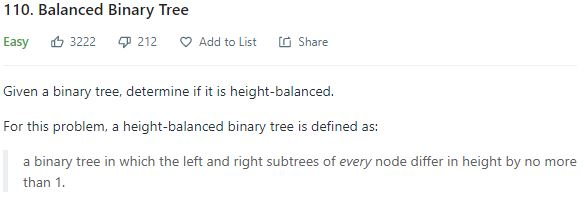 110. Balanced Binary Tree
Easy 3222 212 Add to List Share
Given a binary tree, determine if it is height-balanced.
For this problem, a height-balanced binary tree is defined as:
a binary tree in which the left and right subtrees of every node differ in height by no more
than 1.